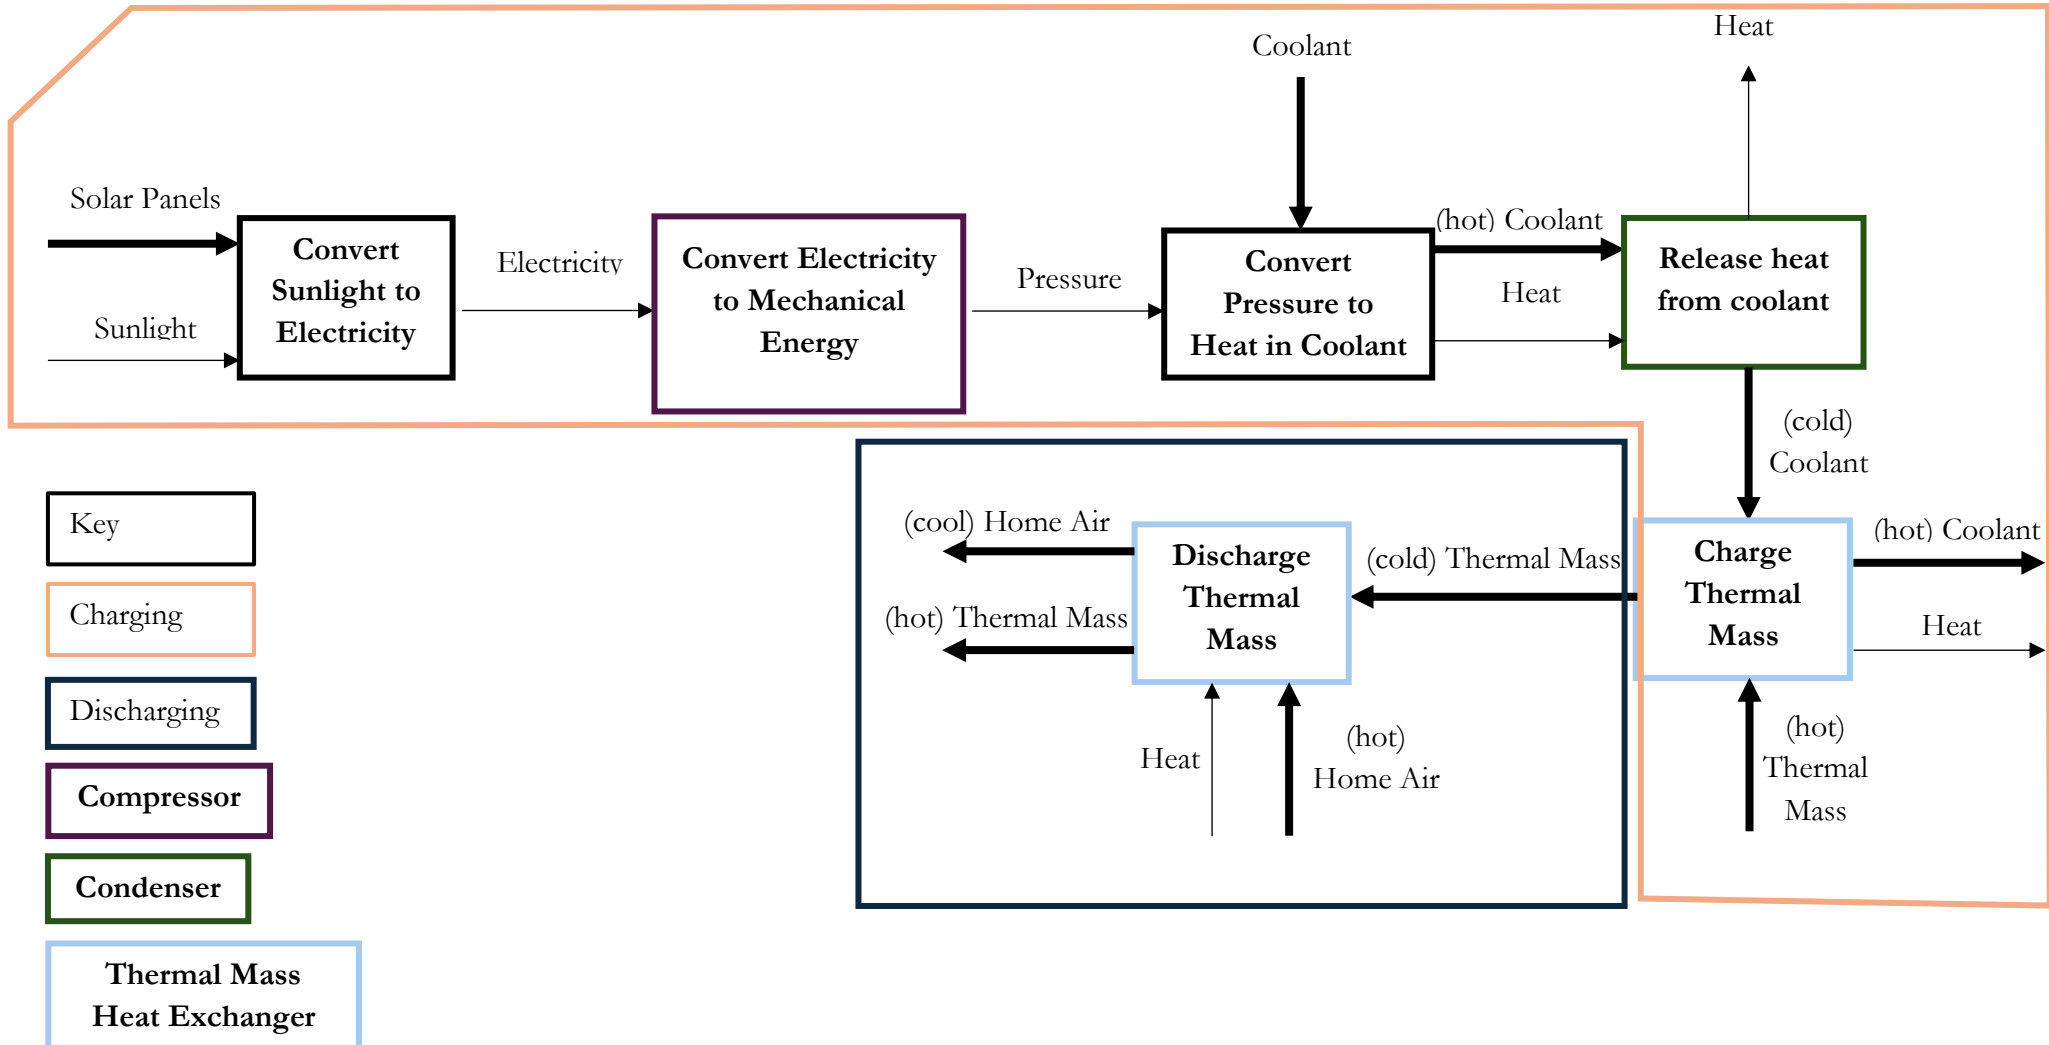 Heat
Coolant
Solar Panels
Sunlight
Convert
Sunlight to
Electricity
Electricity
Convert Electricity
to Mechanical
Energy
Pressure
Convert
Pressure to
Heat in Coolant
(hot) Coolant
Heat
Release heat
from coolant
(cold)
Coolant
Key
Charging
Discharging
Compressor
Condenser
Thermal Mass
Heat Exchanger
(cool) Home Air
(hot) Thermal Mass
Discharge
Thermal
Mass
(cold) Thermal Mass
Heat
(hot)
Home Air
Charge
Thermal
Mass
(hot) Coolant
Heat
(hot)
Thermal
Mass